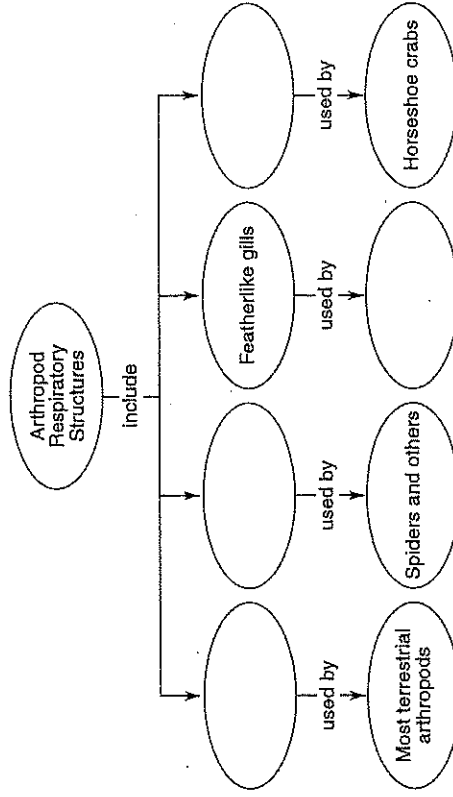 Arthropod
Respiratory
Structures
include
Featherlike gills
used by
used by
used by
used by
Most terrestrial
arthropods
Spiders and others
Horseshoe crabs